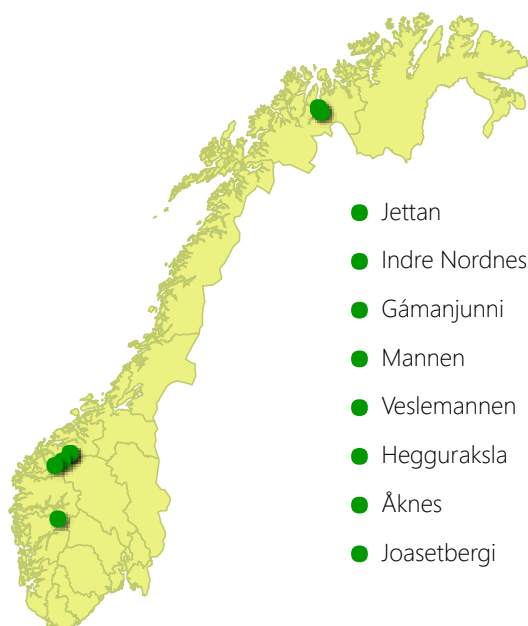 Jettan
Indre Nordnes
Gámanjunni
Mannen
Veslemannen
Hegguraksla
Åknes
Joasetbergi